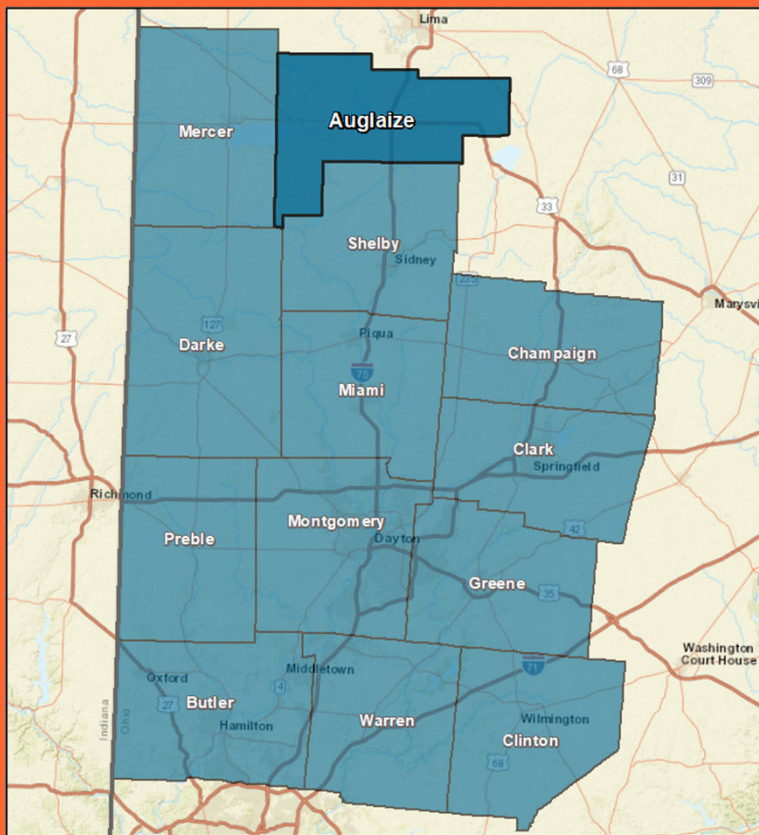 Lima
68
309
Mercer
Auglaize
31
33
Shelby
Sidney
235
Marysvi
127
27
Darke
Piqua
Champaign
75
Miami
Clark
Springfield
Richmond
Montgomery
42
Preble
Dayton
Greene
35
Washington
Court House
Middletown
71
Oxford
4
Indiana
Ohio
27
Butler
Hamilton
Warren
Wilmington
Clinton
68